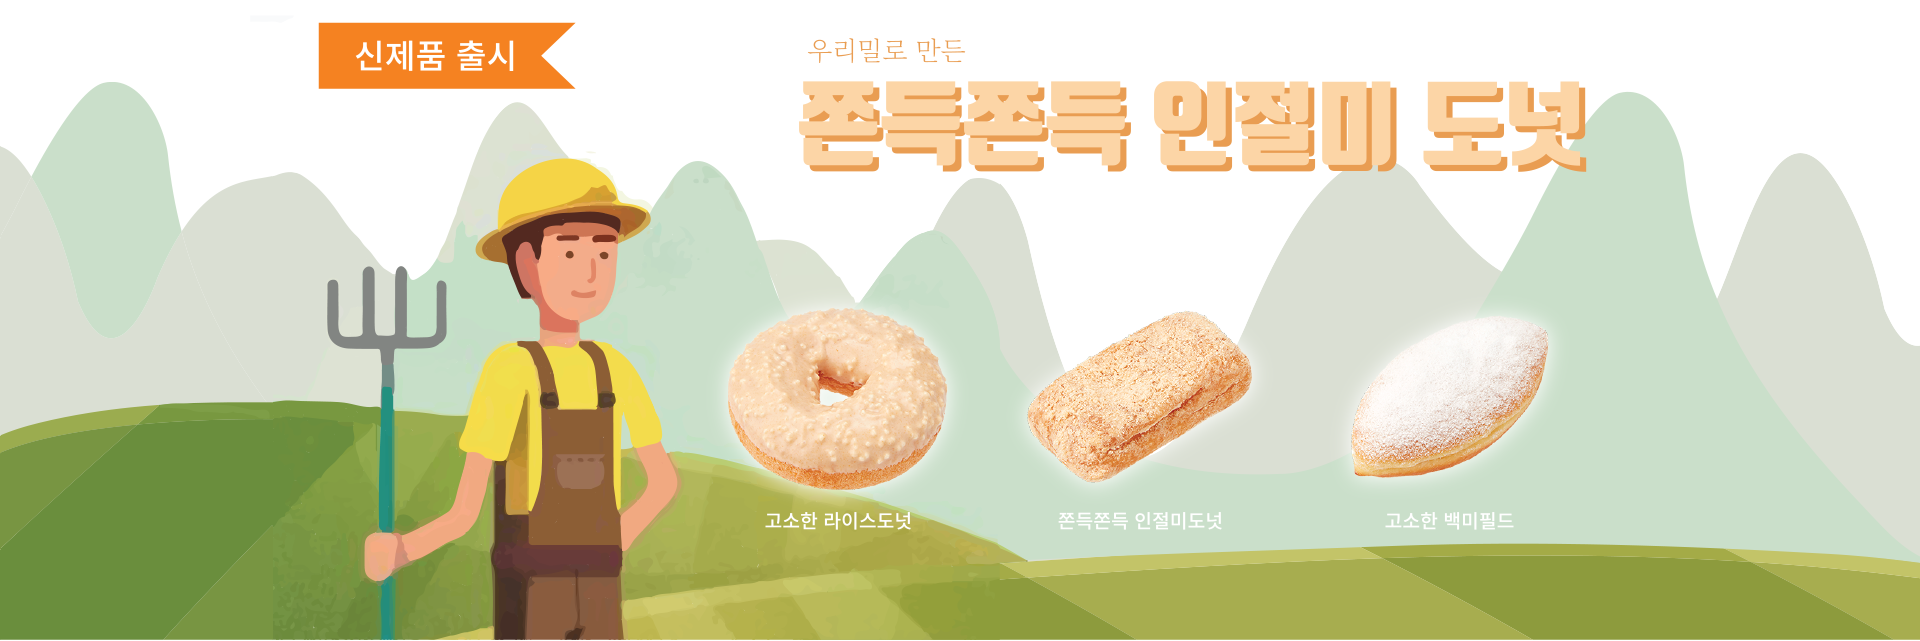 신제품 출시
우리밀로 만든
쫀득쫀득 인절미 도넛
고소한 라이스도넛
쫀득쫀득 인절미도넛
고소한 백미필드